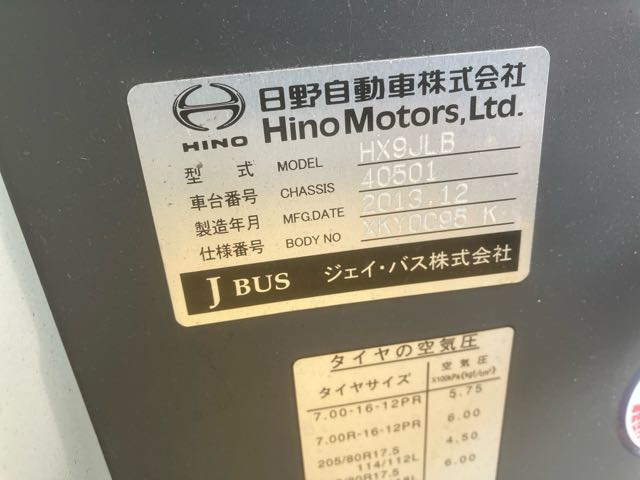 日野自動車株式会社
HINO Hino Motors, Ltd.
型式 MODEL HX9JLB
車台番号 CHASSIS 40501
製造年月 MFG.DATE 2013.12
仕様番号 BODY NO XKY0095 K-
J BUS ジェイ・バス株式会社
タイヤの空気圧
タイヤサイズ 空気圧 X100kPa{kgf/cm²}
7.00-16-12PR 5.75
7.00R-16-12PR 6.00
205/80R17.5 4.50
114/112L 6.00